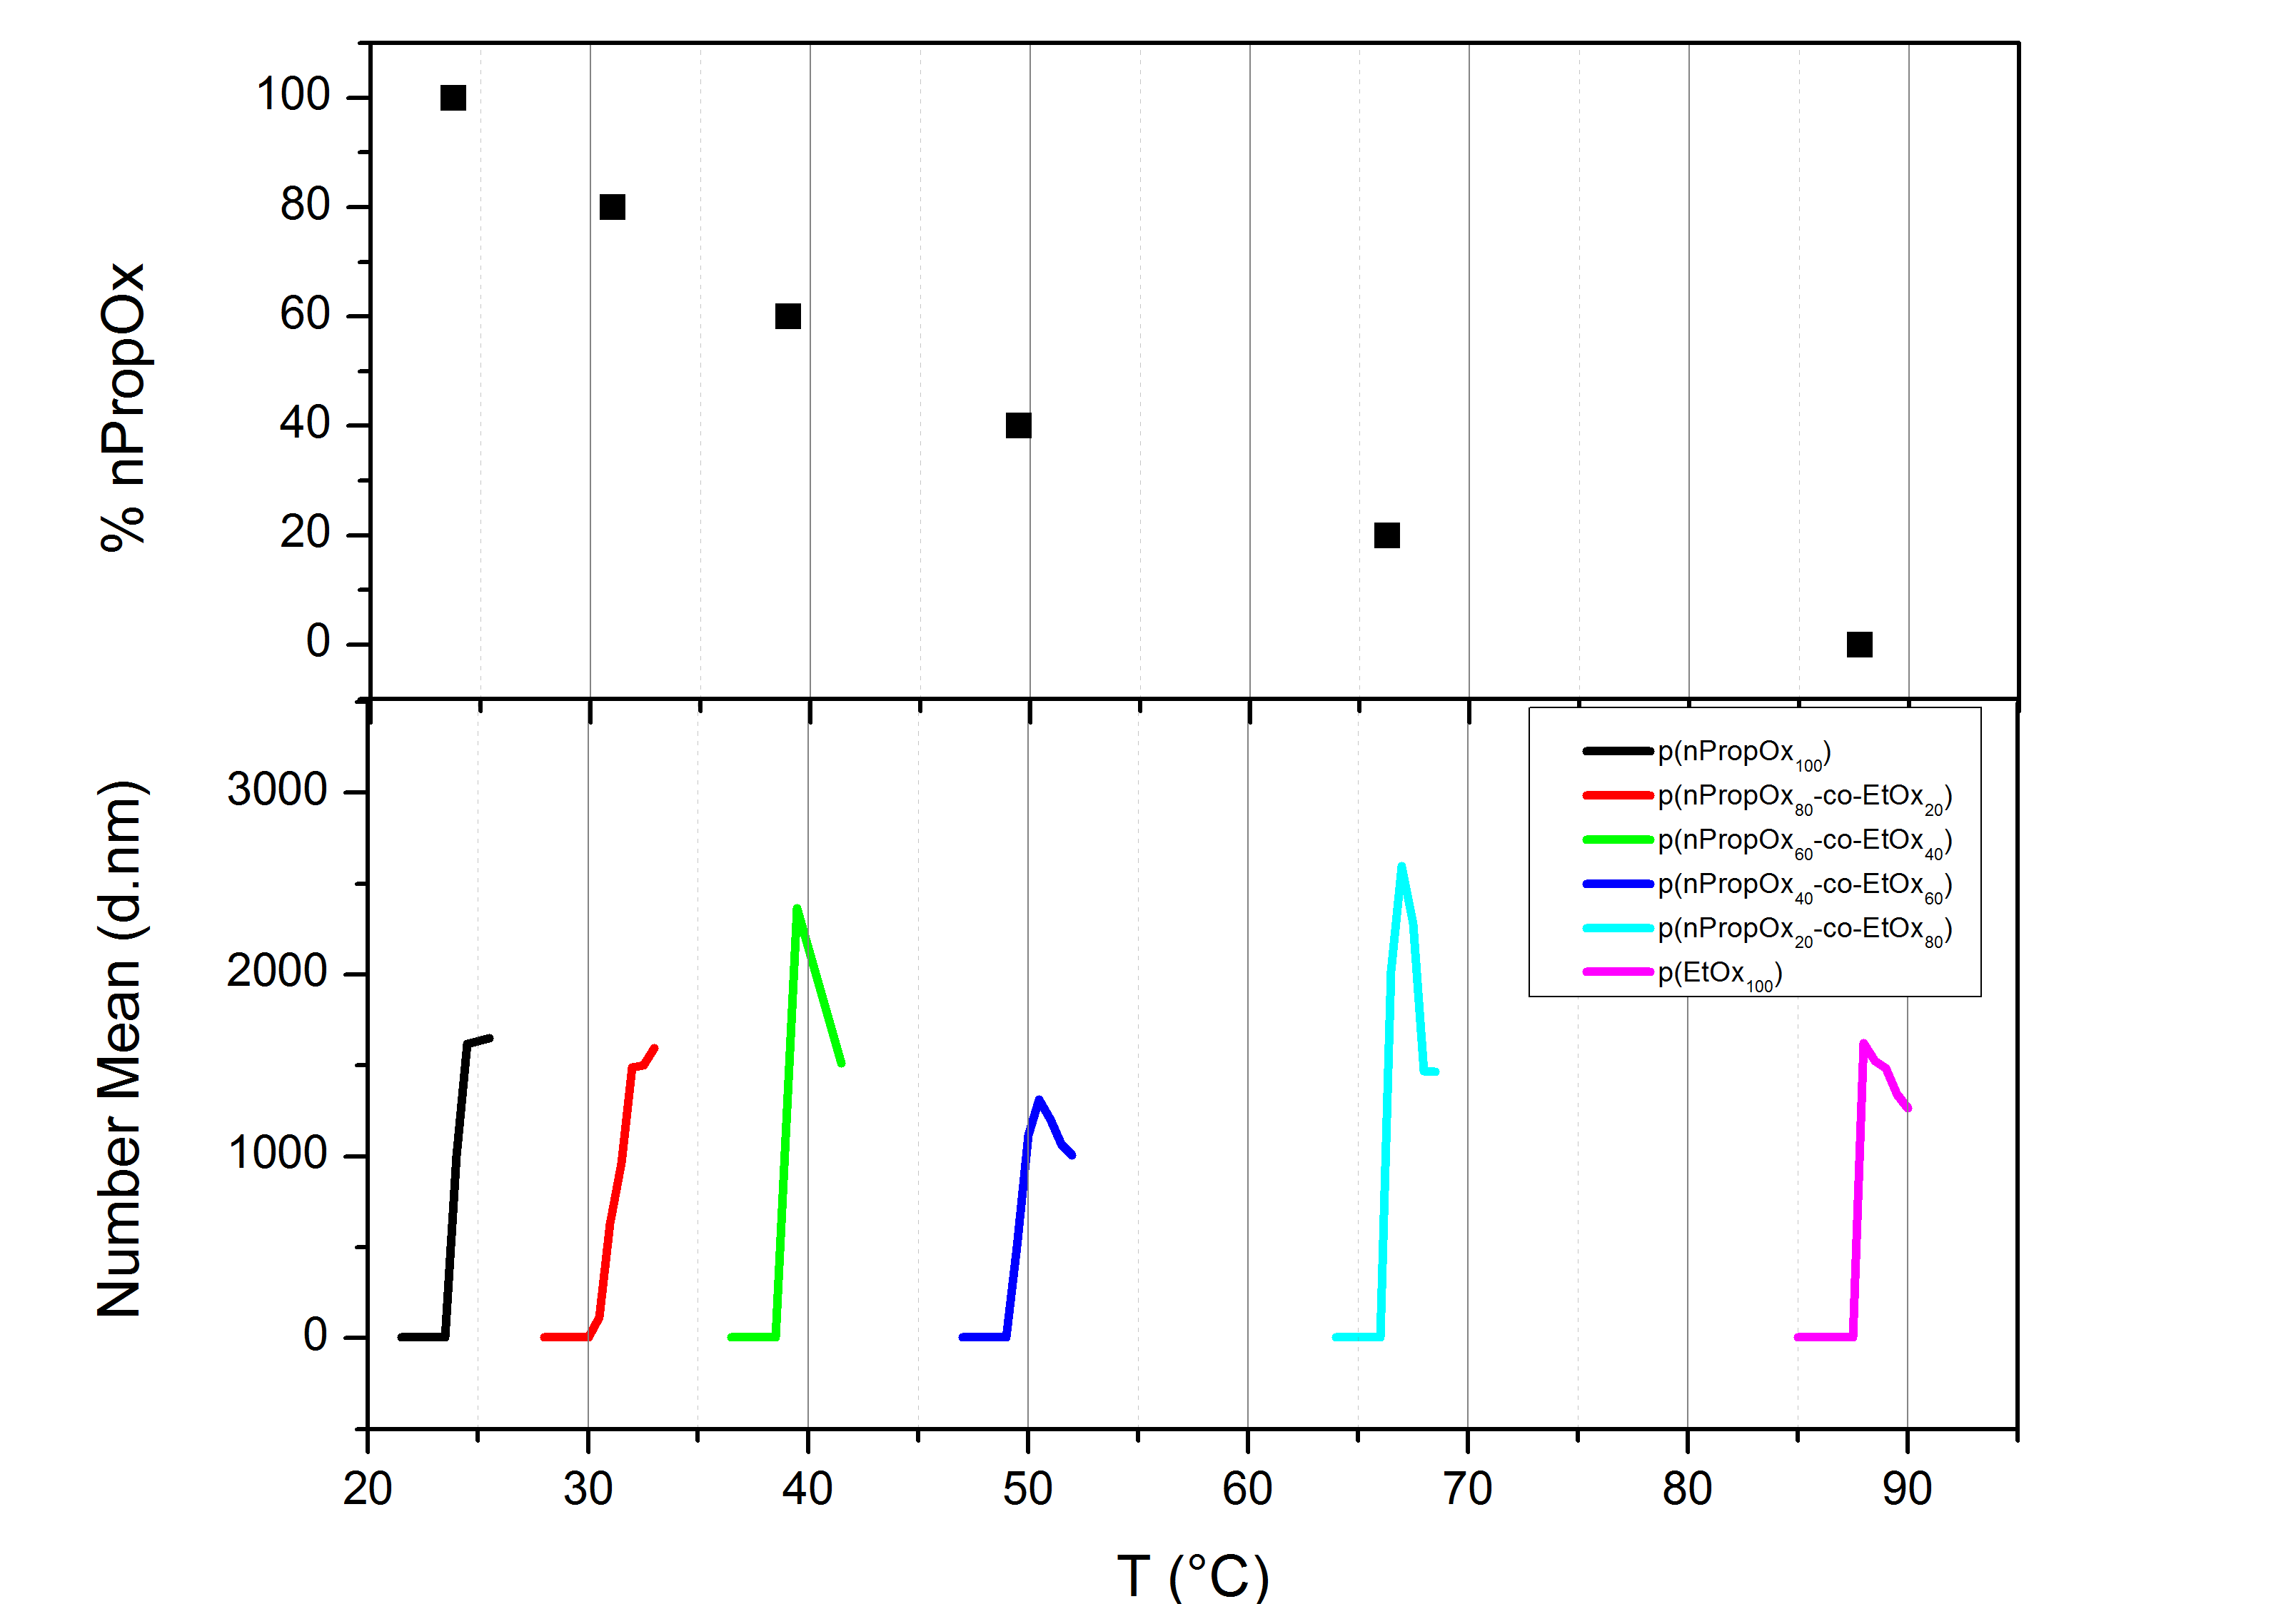 100
80
60
40
20
0
% nPropOx
3000
2000
1000
0
Number Mean (d.nm)
p(nPropOx₁₀₀)
p(nPropOx₈₀-co-EtOx₂₀)
p(nPropOx₆₀-co-EtOx₄₀)
p(nPropOx₄₀-co-EtOx₆₀)
p(nPropOx₂₀-co-EtOx₈₀)
p(EtOx₁₀₀)
20 30 40 50 60 70 80 90
T (°C)